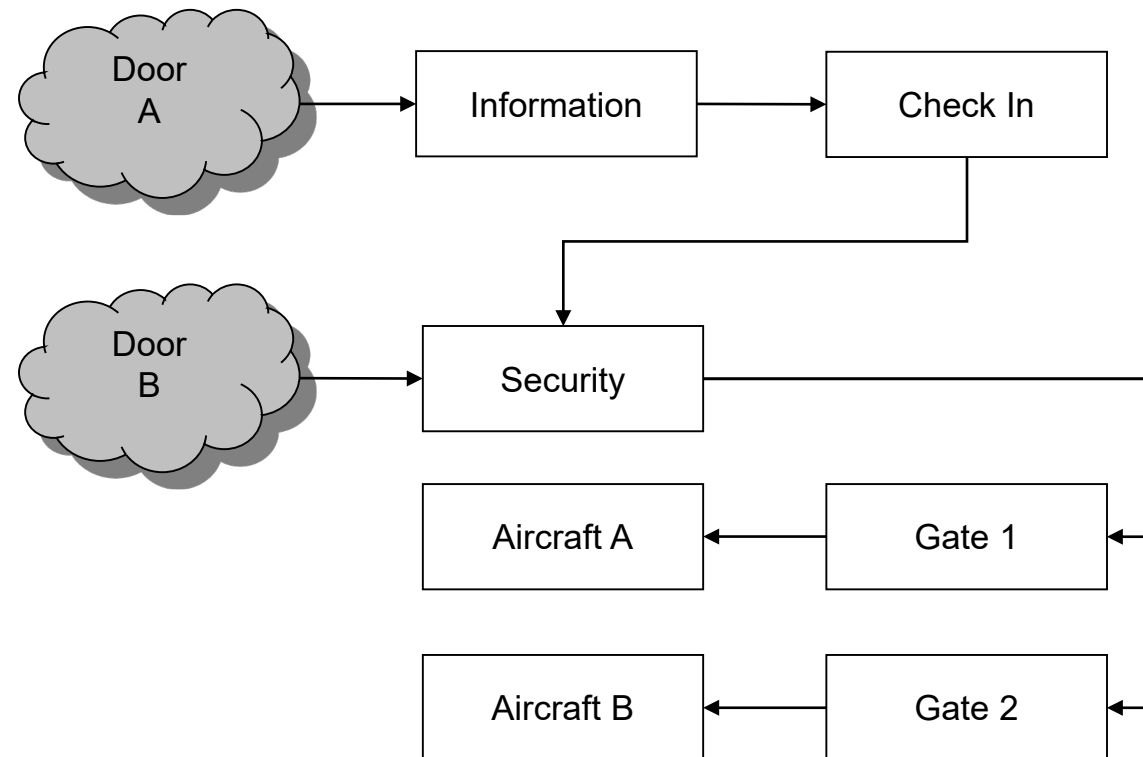 Door
A
Information
Check In
Door
B
Security
Aircraft A
Gate 1
Aircraft B
Gate 2